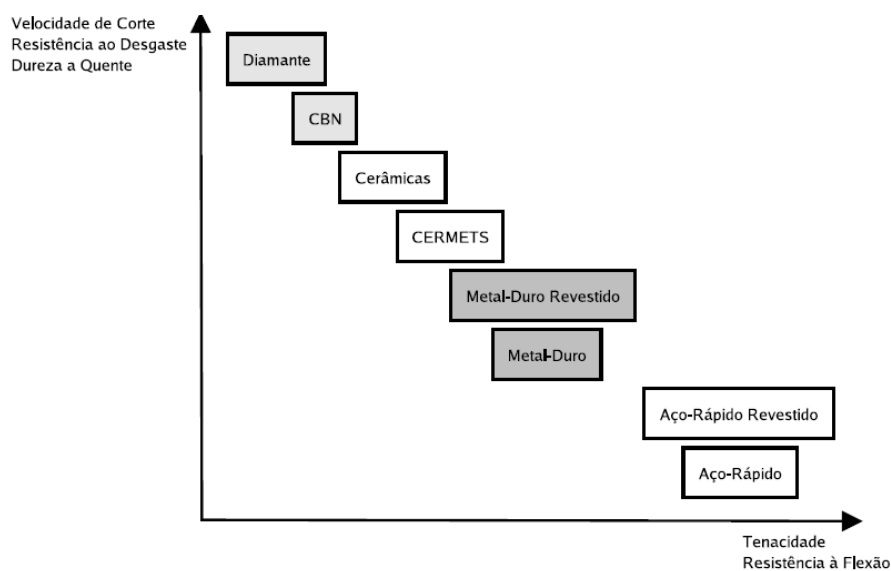 Velocidade de Corte
Resistência ao Desgaste
Dureza a Quente
Diamante
CBN
Cerâmicas
CERMETS
Metal-Duro Revestido
Metal-Duro
Aço-Rápido Revestido
Aço-Rápido
Tenacidade
Resistência à Flexão